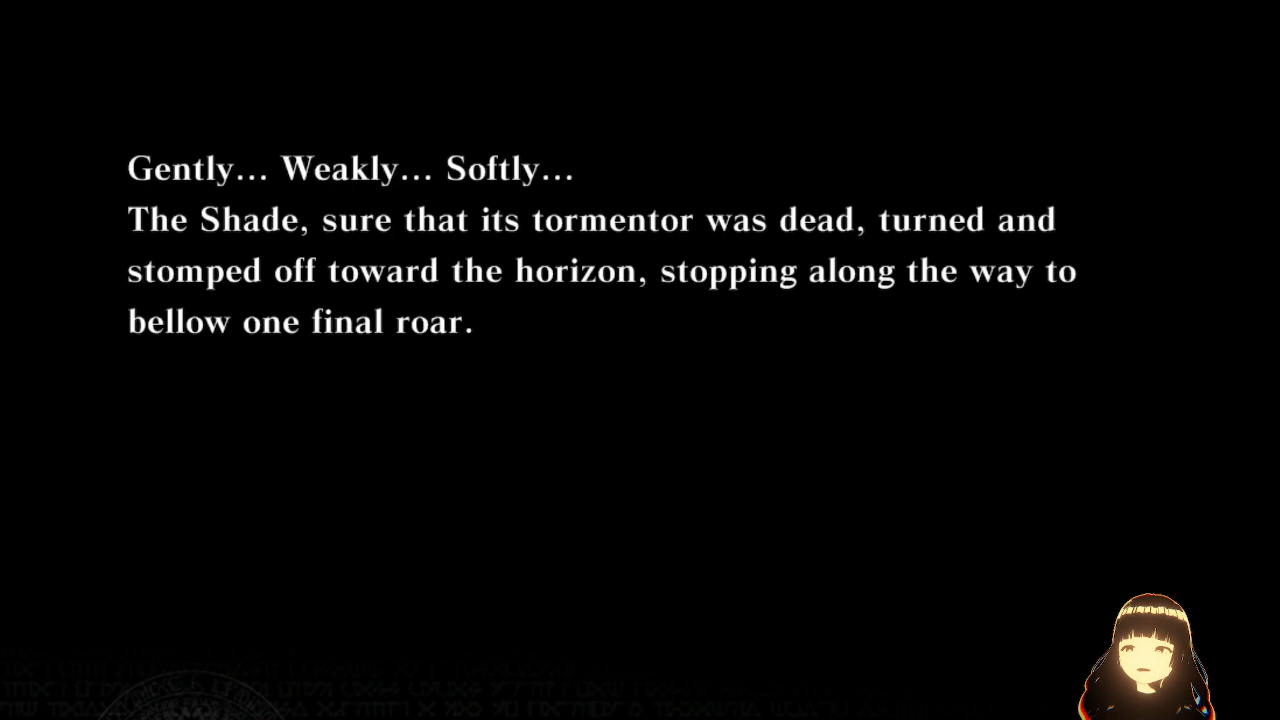 Gently... Weakly... Softly...
The Shade, sure that its tormentor was dead, turned and
stomped off toward the horizon, stopping along the way to
bellow one final roar.